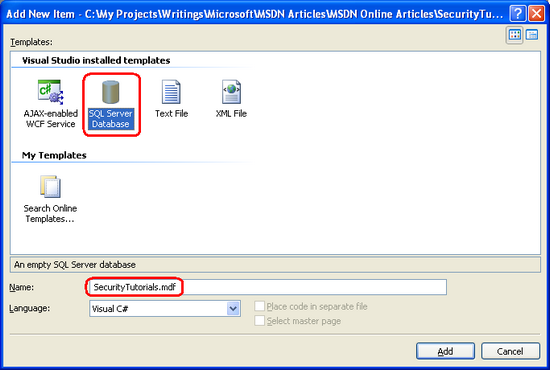 Add New Item - C:\My Projects\Writings\Microsoft\MSDN Articles\MSDN Online Articles\SecurityTu...
Templates:
Visual Studio installed templates
AJAX-enabled
WCF Service
SQL Server
Database
Text File
XML File
My Templates
Search Online
Templates...
An empty SQL Server database
Name:
SecurityTutorials.mdf
Language:
Visual C#
Place code in separate file
Select master page
Add
Cancel